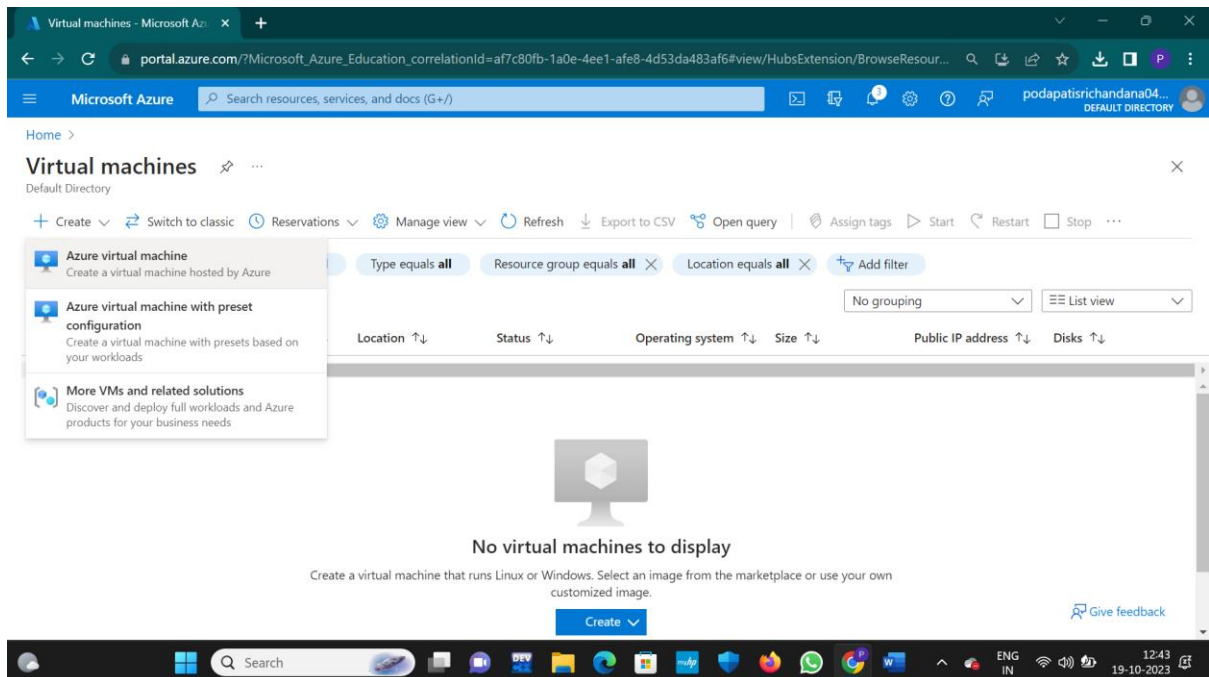 Virtual machines - Microsoft Az
portal.azure.com/?Microsoft_Azure_Education_correlationId=af7c80fb-1a0e-4ee1-afe8-4d53da483af6#view/HubsExtension/BrowseResour...
P
Microsoft Azure
Search resources, services, and docs (G+/)
3
podapatisrichandana04...
DEFAULT DIRECTORY
Home >
Virtual machines ...
Default Directory
+ Create Switch to classic Reservations Manage view Refresh Export to CSV Open query Assign tags Start Restart Stop ...
Azure virtual machine
Create a virtual machine hosted by Azure
Azure virtual machine with preset
configuration
Create a virtual machine with presets based on
your workloads
More VMs and related solutions
Discover and deploy full workloads and Azure
products for your business needs
Type equals all Resource group equals all Location equals all Add filter
No grouping List view
Location Status Operating system Size Public IP address Disks
No virtual machines to display
Create a virtual machine that runs Linux or Windows. Select an image from the marketplace or use your own
customized image.
Create
Give feedback
Search
DEV
ENG
IN
12:43
19-10-2023